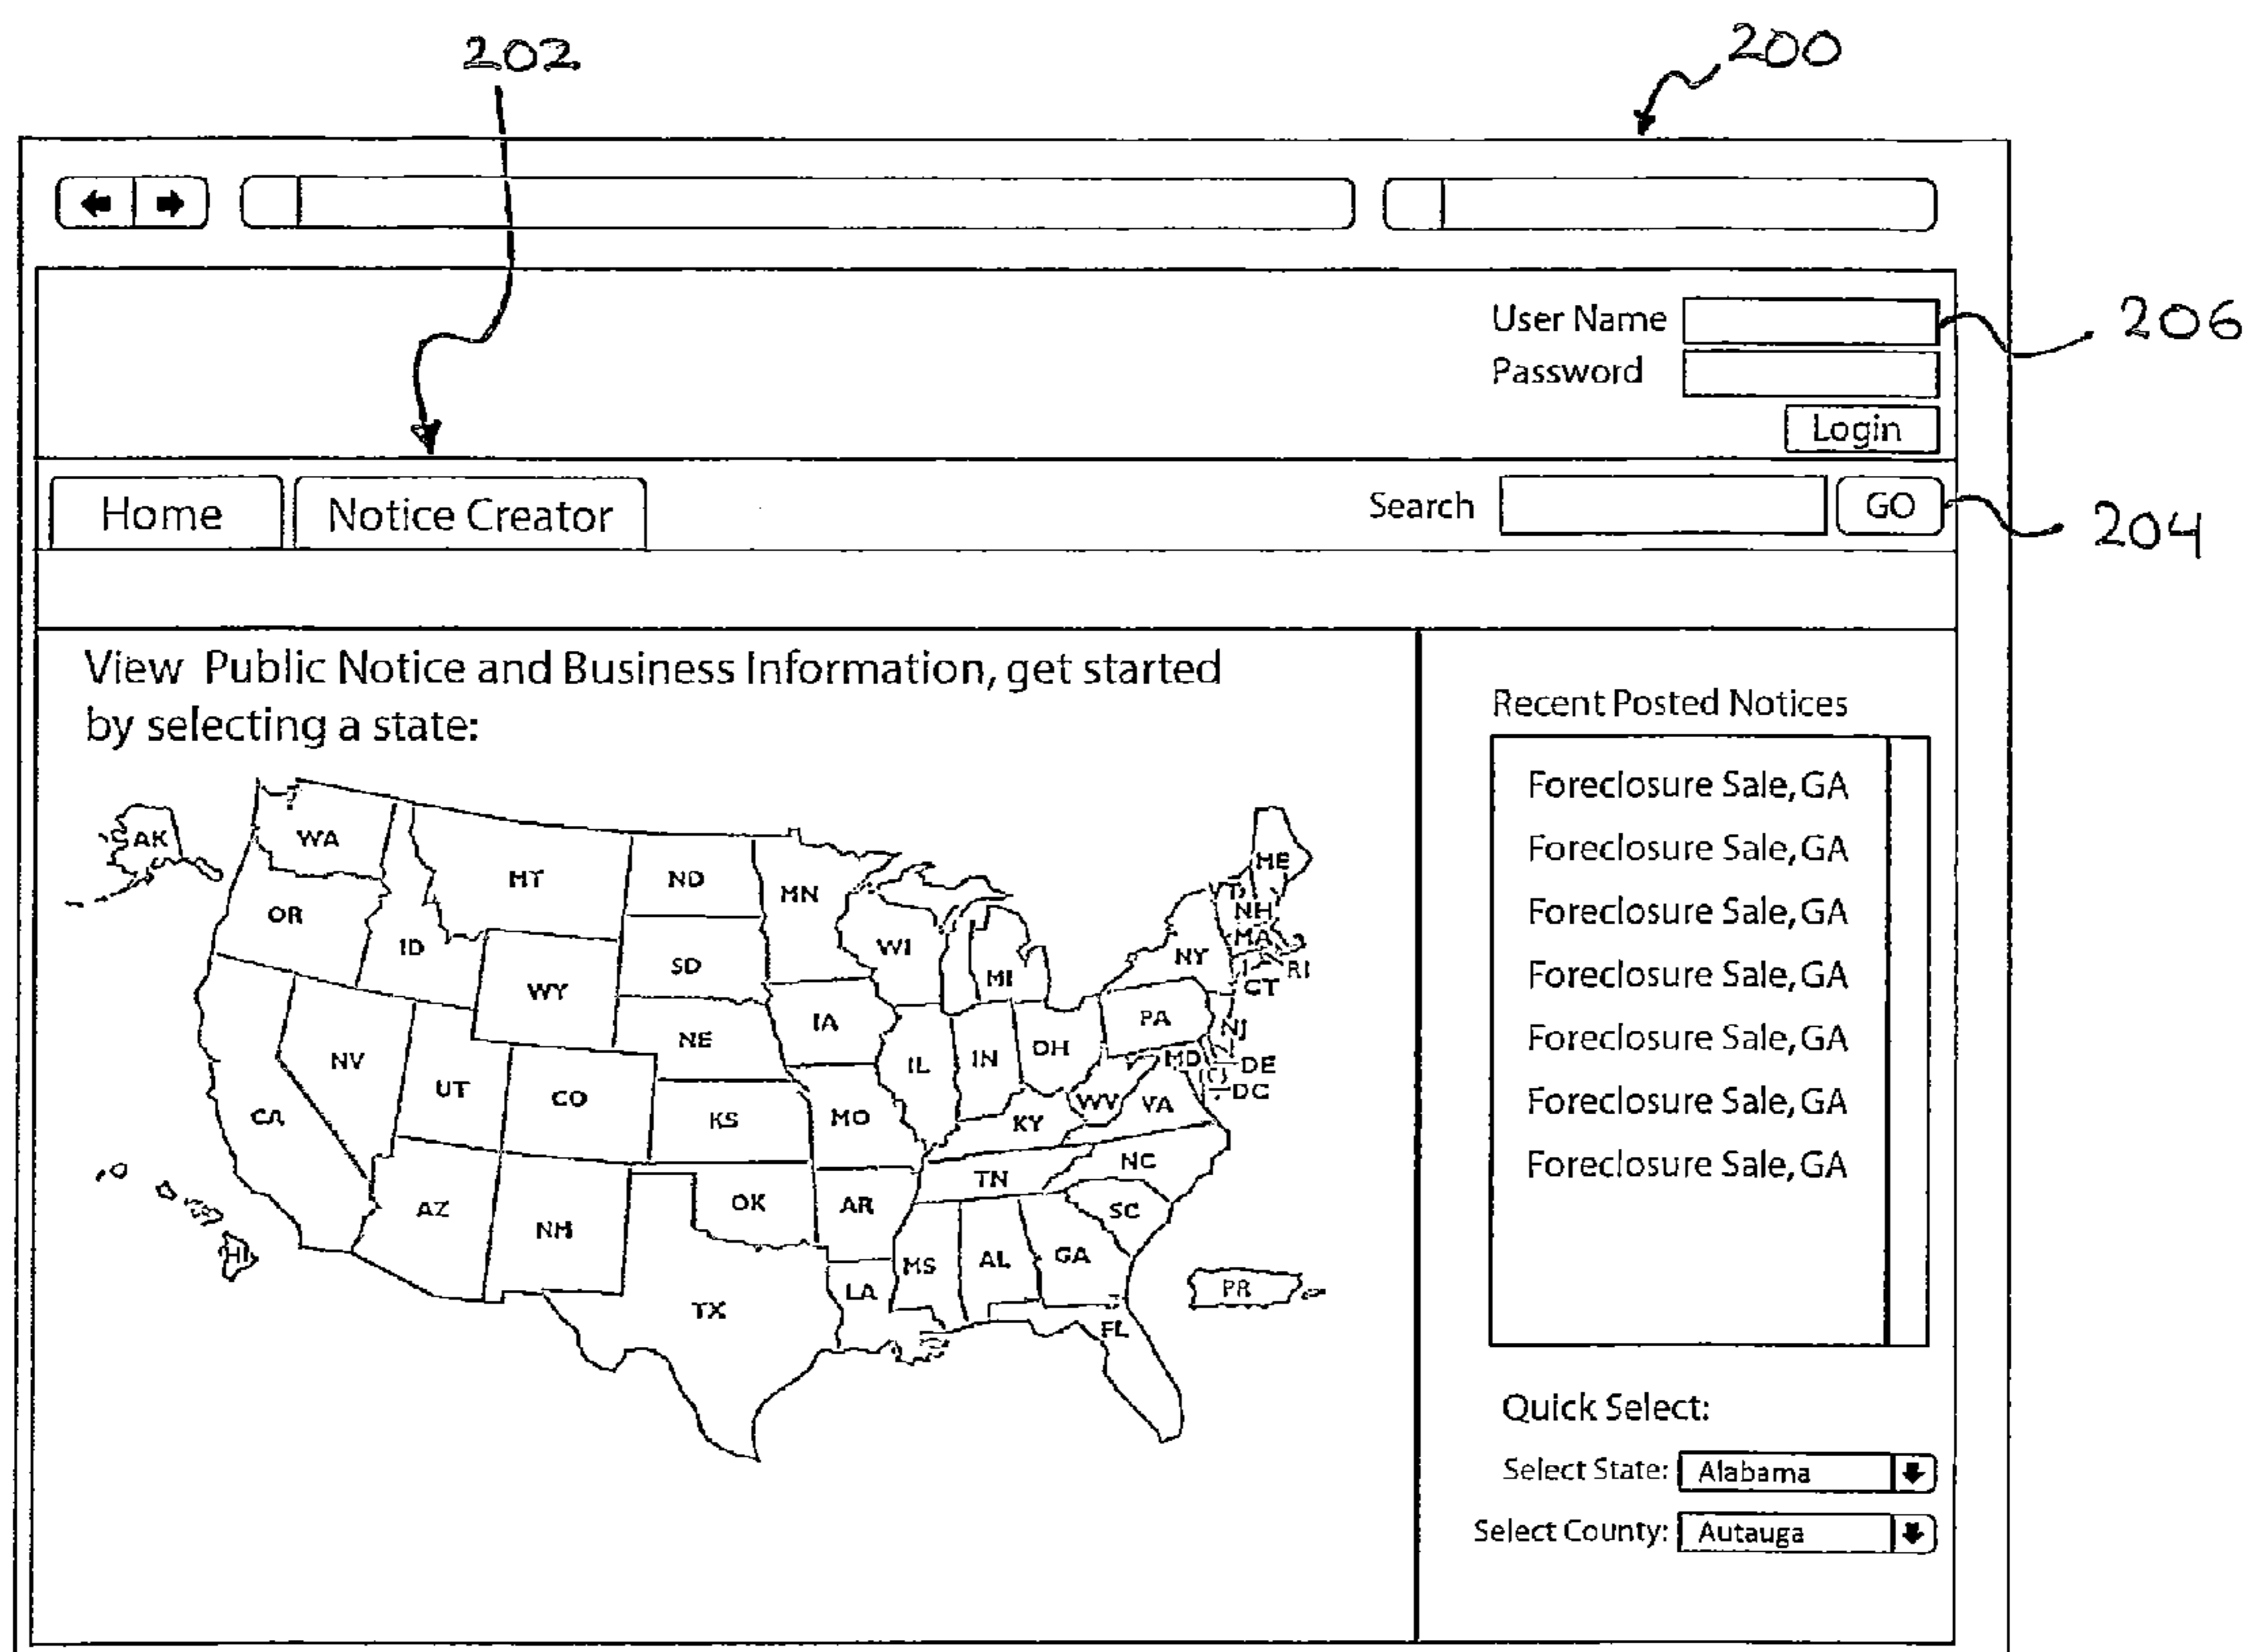 202
200
User Name
206
Password
Login
Home
Notice Creator
Search
GO
204
View Public Notice and Business Information, get started
by selecting a state:
Recent Posted Notices
Foreclosure Sale, GA
Foreclosure Sale, GA
Foreclosure Sale, GA
Foreclosure Sale, GA
Foreclosure Sale, GA
Foreclosure Sale, GA
Foreclosure Sale, GA
AK
WA
MT
ND
MN
ME
OR
ID
WY
SD
WI
MI
NY
NH
MA
RI
CT
NV
UT
CO
NE
IA
IL
IN
OH
PA
NJ
MD
DE
DC
CA
KS
MO
KY
WV
VA
AZ
NM
OK
AR
TN
NC
SC
HI
TX
LA
MS
AL
GA
FL
PR
Quick Select:
Select State: Alabama
Select County: Autauga